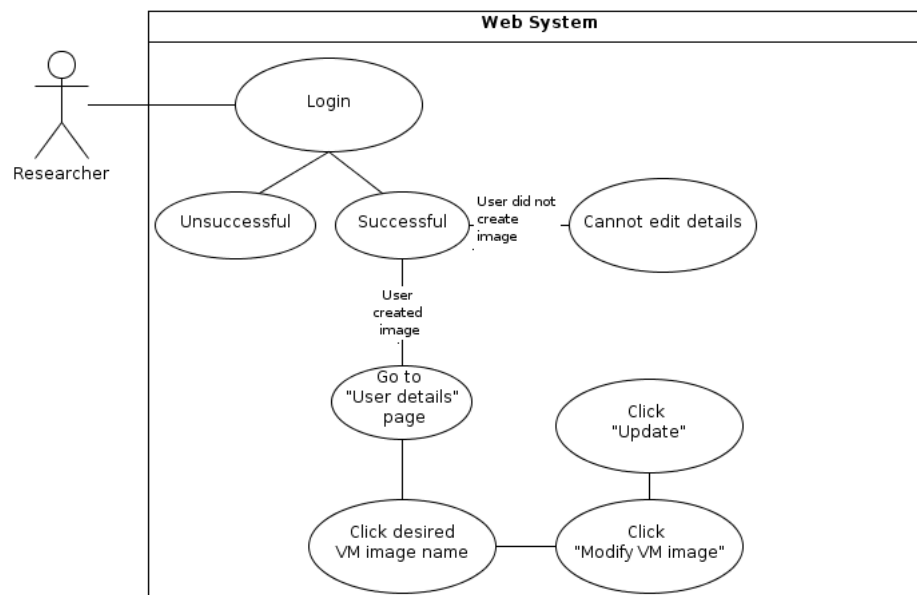 Web System
Login
Researcher
Unsuccessful
Successful
User did not
create
image
Cannot edit details
User
created
image
Go to
"User details"
page
Click
"Update"
Click desired
VM image name
Click
"Modify VM image"